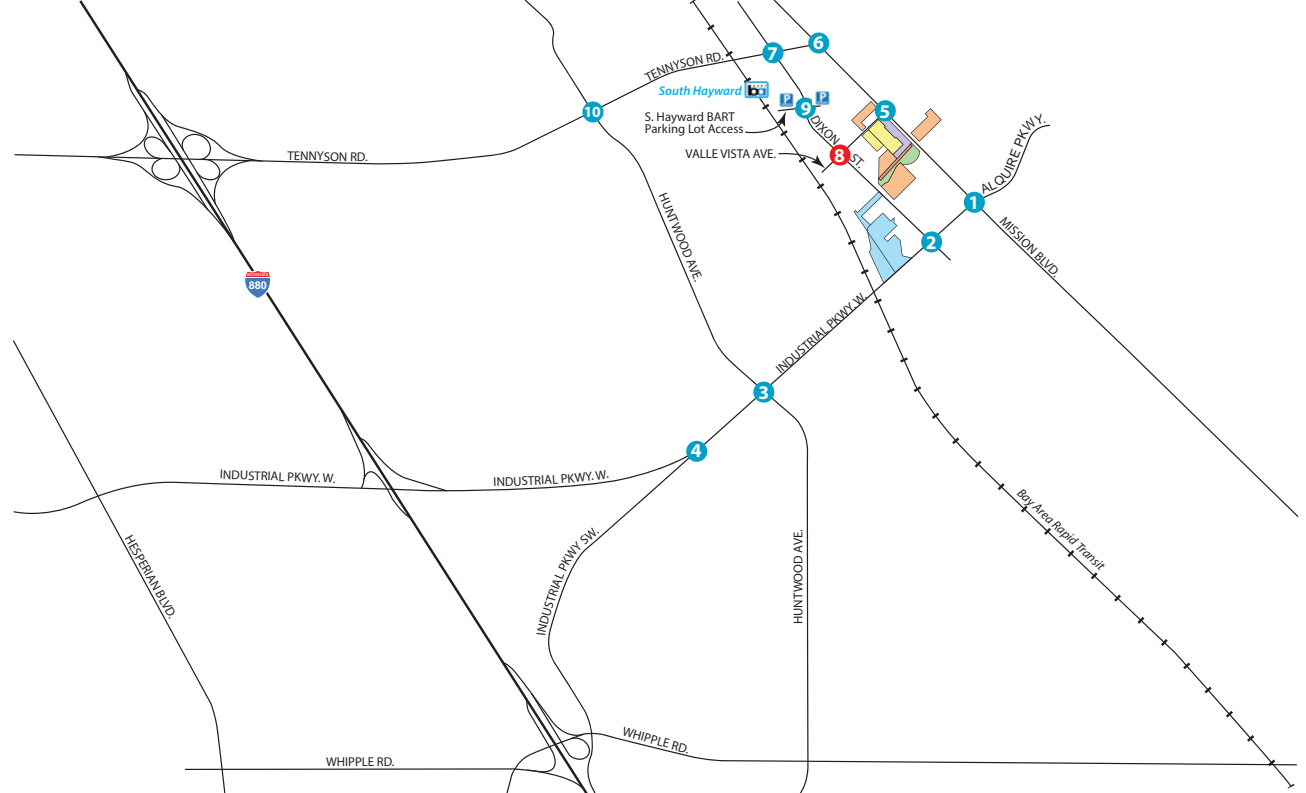 6
7
TENNYSON RD.
South Hayward
P
P
9
5
10
S. Hayward BART
Parking Lot Access
DIXON ST.
VALLE VISTA AVE.
8
TENNYSON RD.
ALQUIRE PKWY.
1
HUNTWOOD AVE.
MISSION BLVD.
2
INTERSTATE
880
INDUSTRIAL PKWY. W.
3
4
INDUSTRIAL PKWY. W.
INDUSTRIAL PKWY. W.
Bay Area Rapid Transit
HESPERIAN BLVD.
INDUSTRIAL PKWY SW.
HUNTWOOD AVE.
WHIPPLE RD.
WHIPPLE RD.